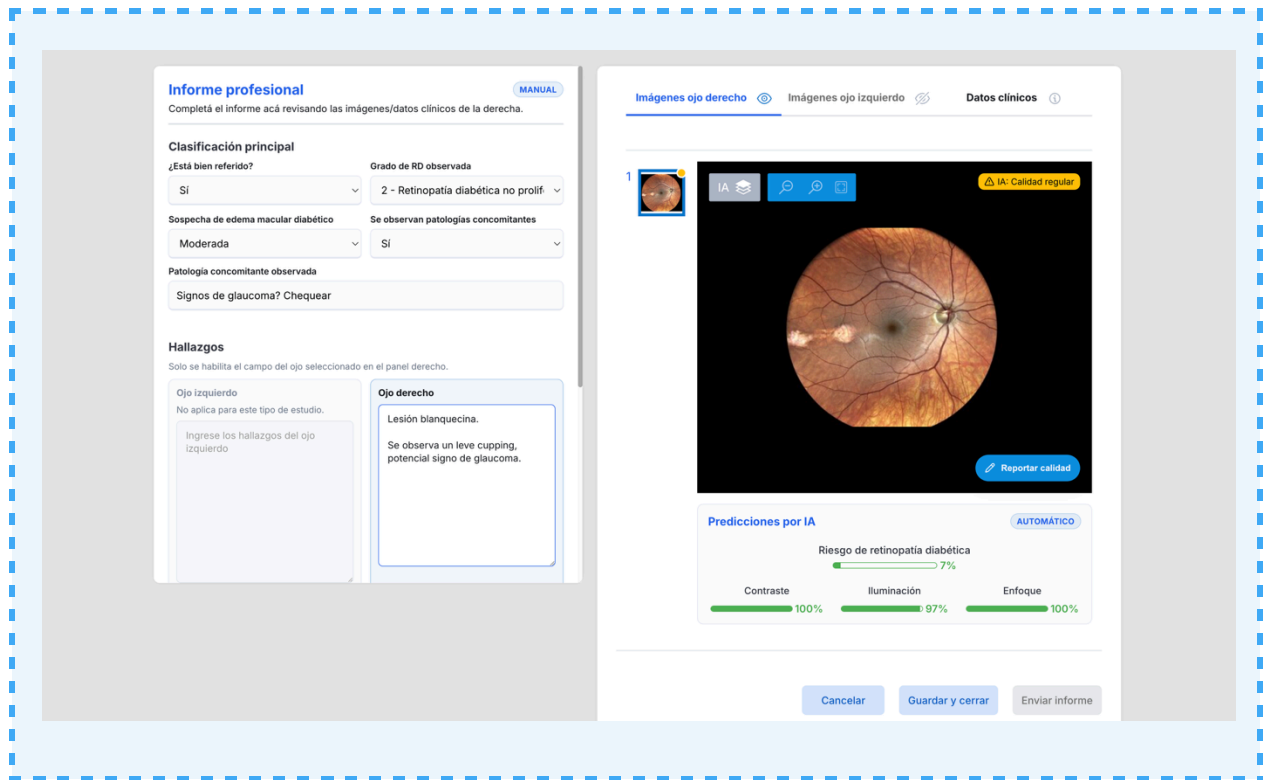 Informe profesional
MANUAL
Completá el informe acá revisando las imágenes/datos clínicos de la derecha.
Clasificación principal
¿Está bien referido?
Grado de RD observada
Sí
2 - Retinopatía diabética no prolif
Sospecha de edema macular diabético
Se observan patologías concomitantes
Moderada
Sí
Patología concomitante observada
Signos de glaucoma? Chequear
Hallazgos
Solo se habilita el campo del ojo seleccionado en el panel derecho.
Ojo izquierdo
No aplica para este tipo de estudio.
Ingrese los hallazgos del ojo
izquierdo
Ojo derecho
Lesión blanquecina.
Se observa un leve cupping,
potencial signo de glaucoma.
Imágenes ojo derecho
Imágenes ojo izquierdo
Datos clínicos
1
IA
IA: Calidad regular
Reportar calidad
Predicciones por IA
AUTOMÁTICO
Riesgo de retinopatía diabética
7%
Contraste
Iluminación
Enfoque
100%
97%
100%
Cancelar
Guardar y cerrar
Enviar informe